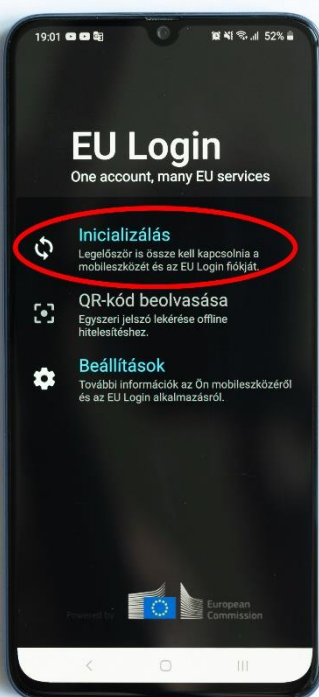 19:01
52%
EU Login
One account, many EU services
Inicializálás
Legelőször is össze kell kapcsolnia a
mobileszközét és az EU Login fiókját.
QR-kód beolvasása
Egyszeri jelszó lekérése offline
hitelesítéshez.
Beállítások
További információk az Ön mobileszközéről
és az EU Login alkalmazásról.
Powered by
European
Commission